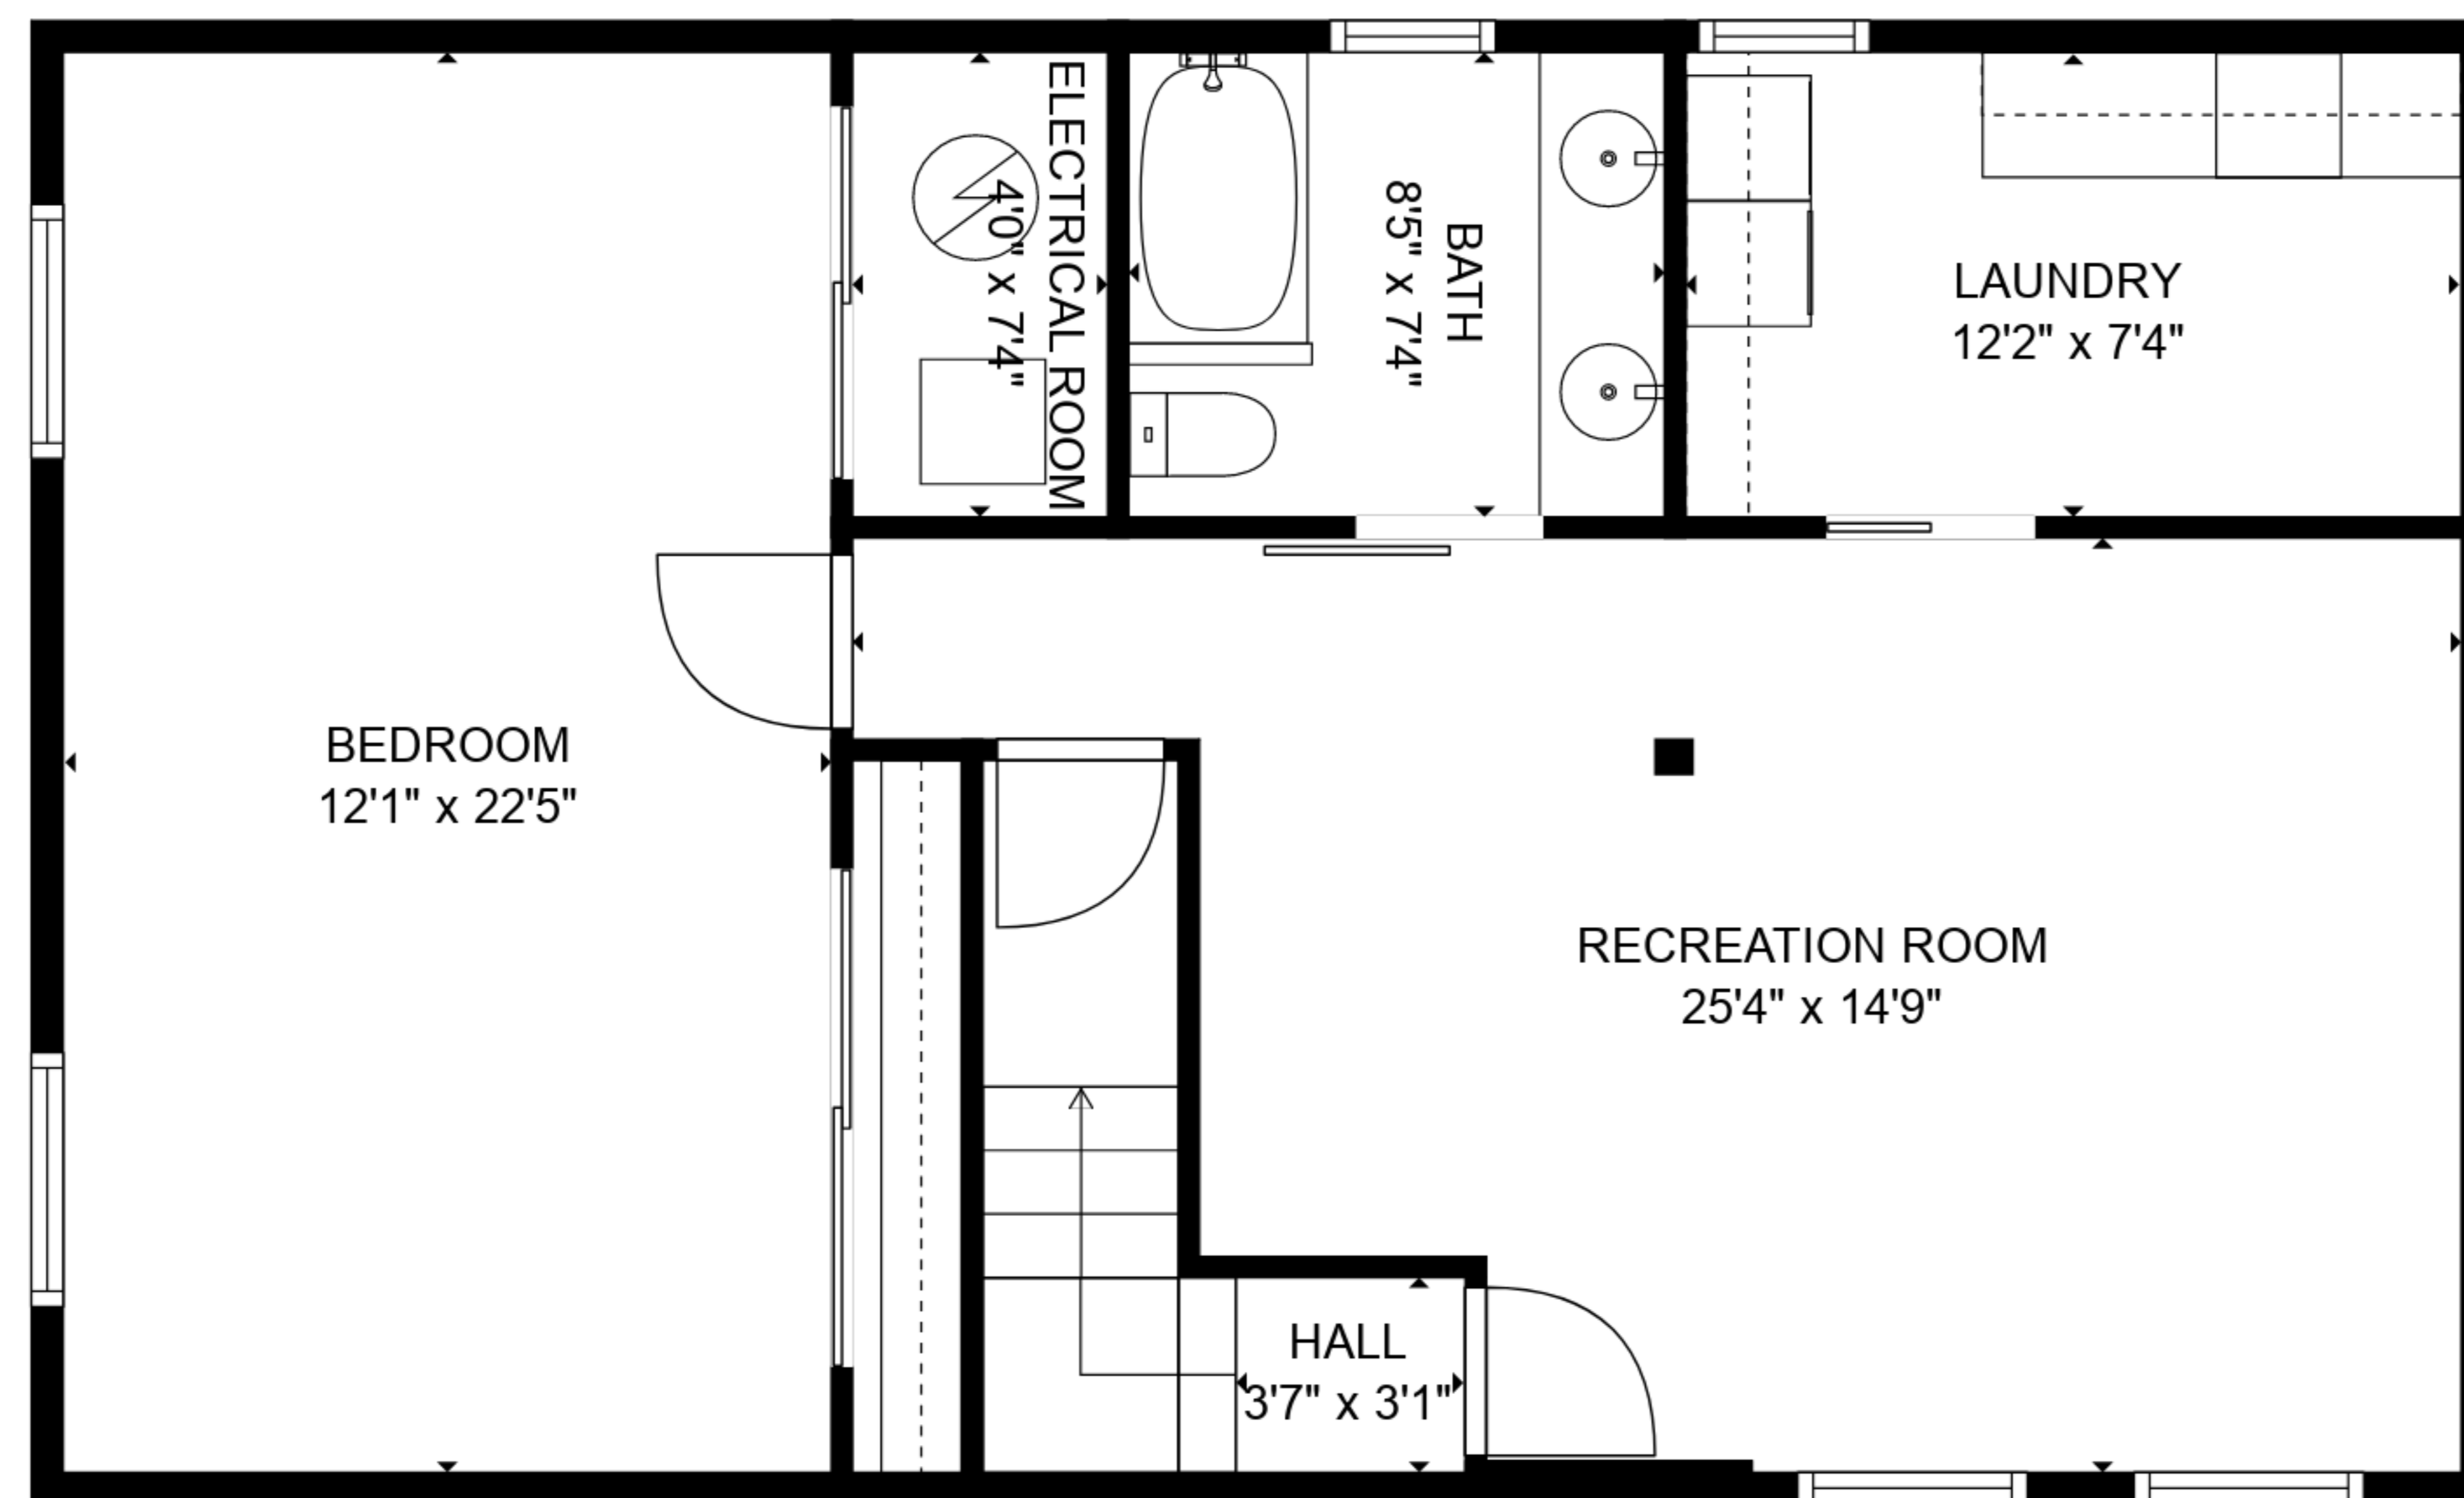 ELECTRICAL ROOM
4'0" x 7'4"
BATH
8'5" x 7'4"
LAUNDRY
12'2" x 7'4"
BEDROOM
12'1" x 22'5"
RECREATION ROOM
25'4" x 14'9"
HALL
3'7" x 3'1"